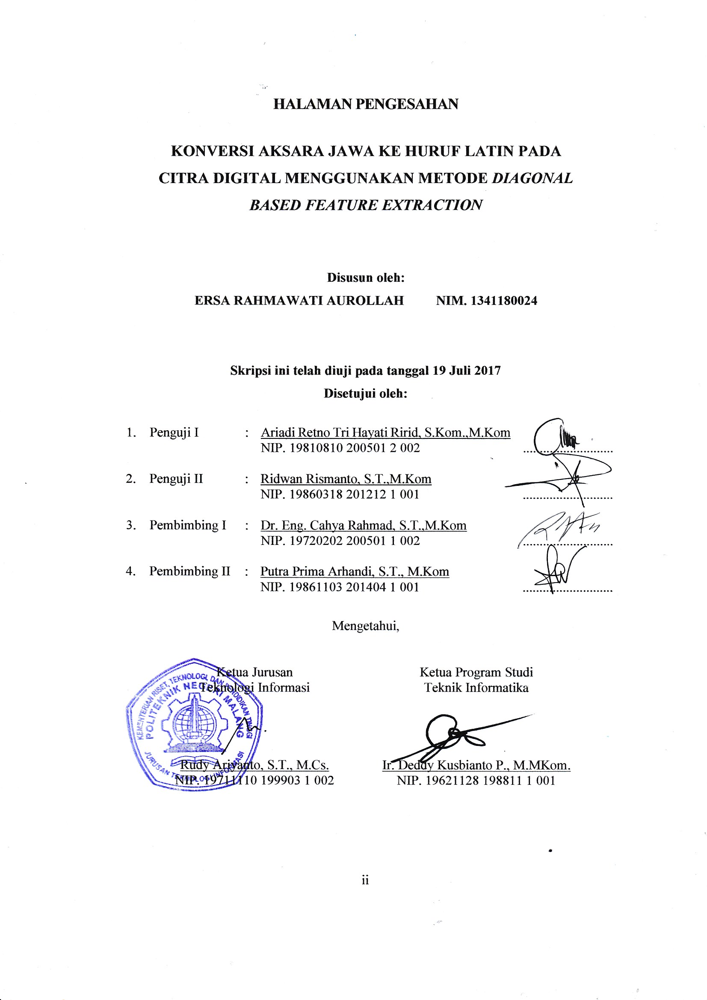 HALAMAN PENGESAHAN
KONVERSI AKSARA JAWA KE HURUF LATIN PADA
CITRA DIGITAL MENGGUNAKAN METODE DIAGONAL
BASED FEATURE EXTRACTION
Disusun oleh:
ERSA RAHMAWATI AUROLLAH NIM. 1341180024
Skripsi ini telah diuji pada tanggal 19 Juli 2017
Disetujui oleh:
1. Penguji I : Ariadi Retno Tri Hayati Ririd, S.Kom.,M.Kom
NIP. 19810810 200501 2 002 ...........................
2. Penguji II : Ridwan Rismanto, S.T.,M.Kom
NIP. 19860318 201212 1 001 ...........................
3. Pembimbing I : Dr. Eng. Cahya Rahmad, S.T.,M.Kom
NIP. 19720202 200501 1 002 ...........................
4. Pembimbing II : Putra Prima Arhandi, S.T., M.Kom
NIP. 19861103 201404 1 001 ...........................
Mengetahui,
Ketua Jurusan Ketua Program Studi
Teknologi Informasi Teknik Informatika
KEMENTERIAN RISET, TEKNOLOGI, DAN PENDIDIKAN TINGGI
POLITEKNIK NEGERI MALANG
JURUSAN TEKNOLOGI INFORMASI
Rudy Ariyanto, S.T., M.Cs. Ir. Deddy Kusbianto P., M.MKom.
NIP. 19711110 199903 1 002 NIP. 19621128 198811 1 001
ii